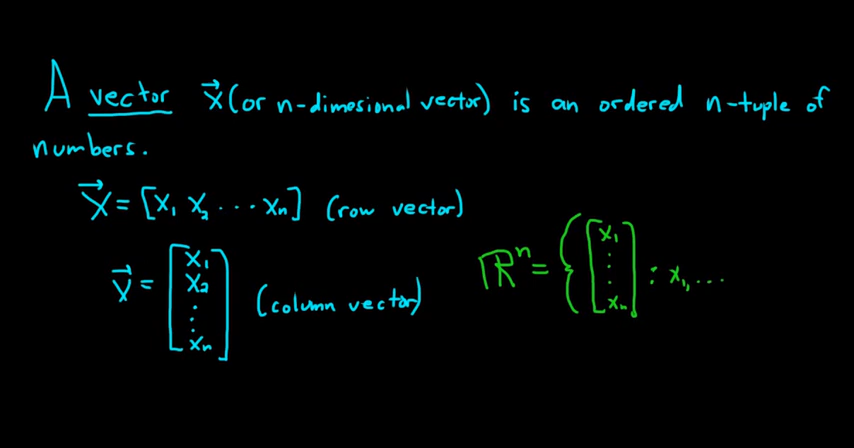 A vector x⃗ (or n-dimesional vector) is an ordered n-tuple of
numbers.
x⃗ = [x₁ x₂ ... xₙ] (row vector)
x⃗ = [x₁ x₂ ⋮ xₙ] (column vector)
ℝⁿ = { [x₁ ⋮ xₙ] : x₁, ...